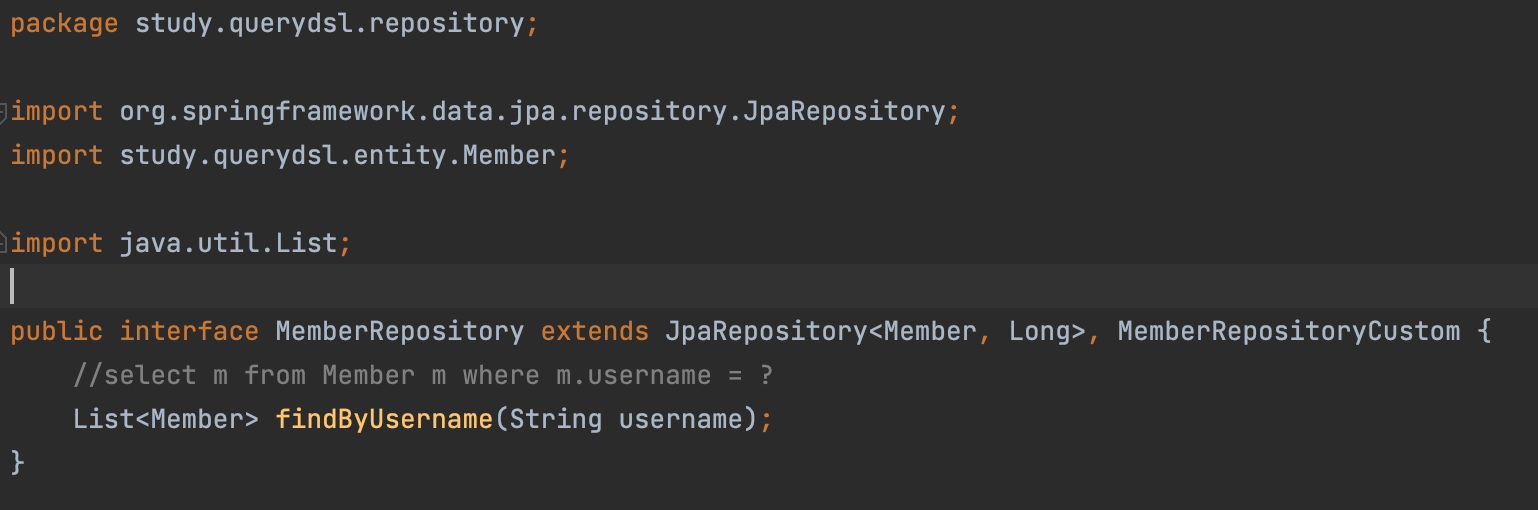 package study.querydsl.repository;
import org.springframework.data.jpa.repository.JpaRepository;
import study.querydsl.entity.Member;
import java.util.List;
public interface MemberRepository extends JpaRepository<Member, Long>, MemberRepositoryCustom {
//select m from Member m where m.username = ?
List<Member> findByUsername(String username);
}